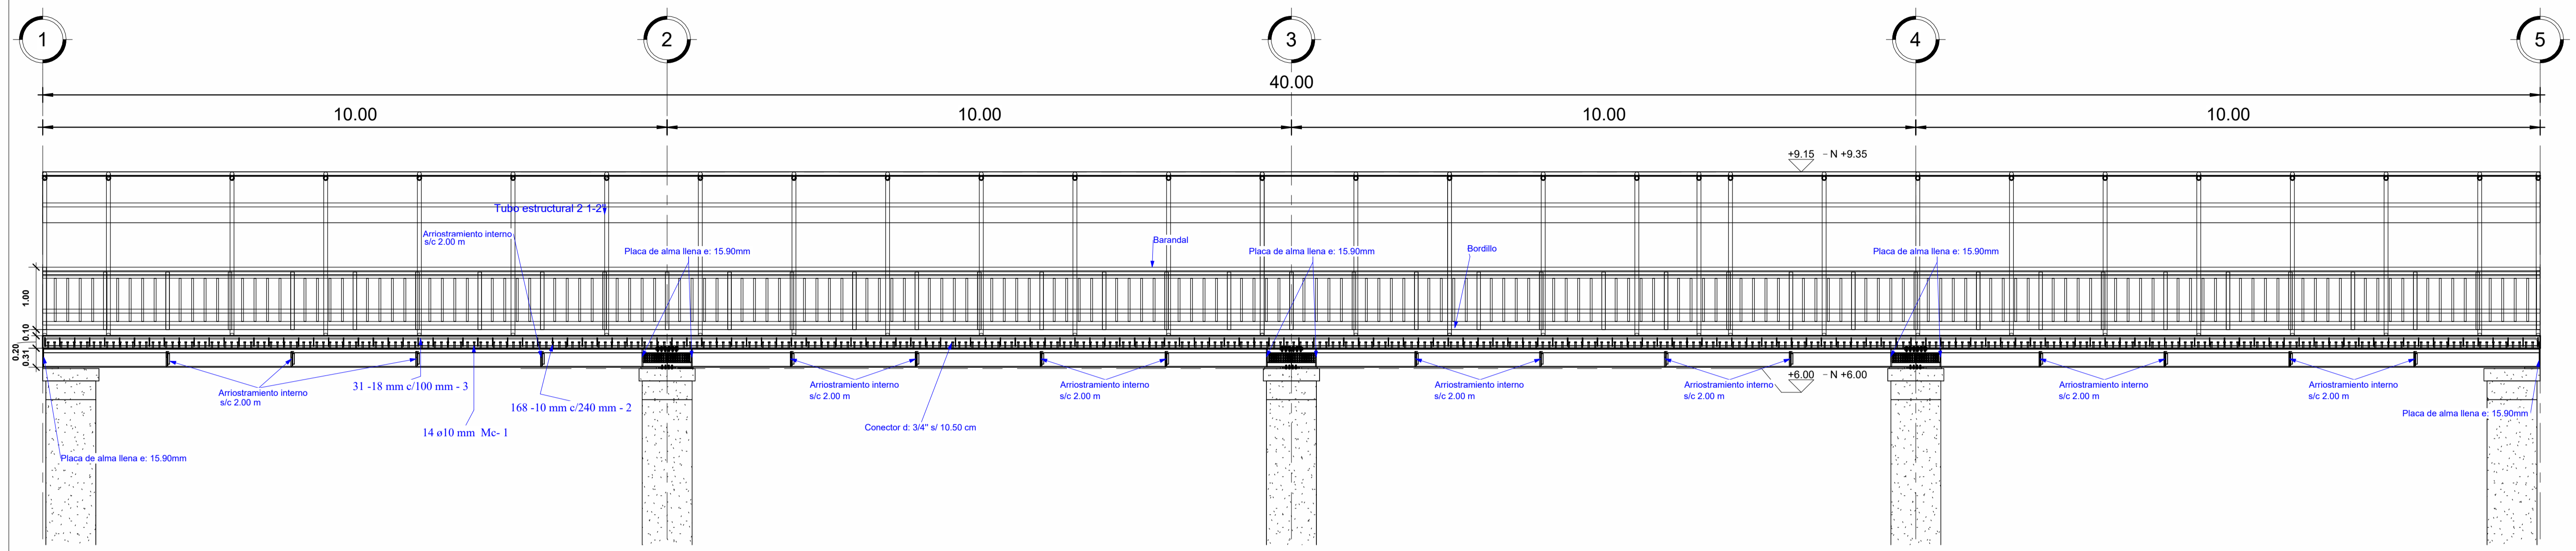 1
2
3
4
5
40.00
10.00
10.00
10.00
10.00
+9.15
N +9.35
Tubo estructural 2 1-2"
Arriostramiento interno
s/c 2.00 m
Placa de alma llena e: 15.90mm
Barandal
Placa de alma llena e: 15.90mm
Bordillo
Placa de alma llena e: 15.90mm
1.00
0.10
0.20
0.31
Arriostramiento interno
s/c 2.00 m
31 -18 mm c/100 mm - 3
168 -10 mm c/240 mm - 2
14 ø10 mm Mc- 1
Placa de alma llena e: 15.90mm
Arriostramiento interno
s/c 2.00 m
Conector d: 3/4" s/ 10.50 cm
Arriostramiento interno
s/c 2.00 m
Arriostramiento interno
s/c 2.00 m
Arriostramiento interno
s/c 2.00 m
+6.00
N +6.00
Arriostramiento interno
s/c 2.00 m
Arriostramiento interno
s/c 2.00 m
Placa de alma llena e: 15.90mm